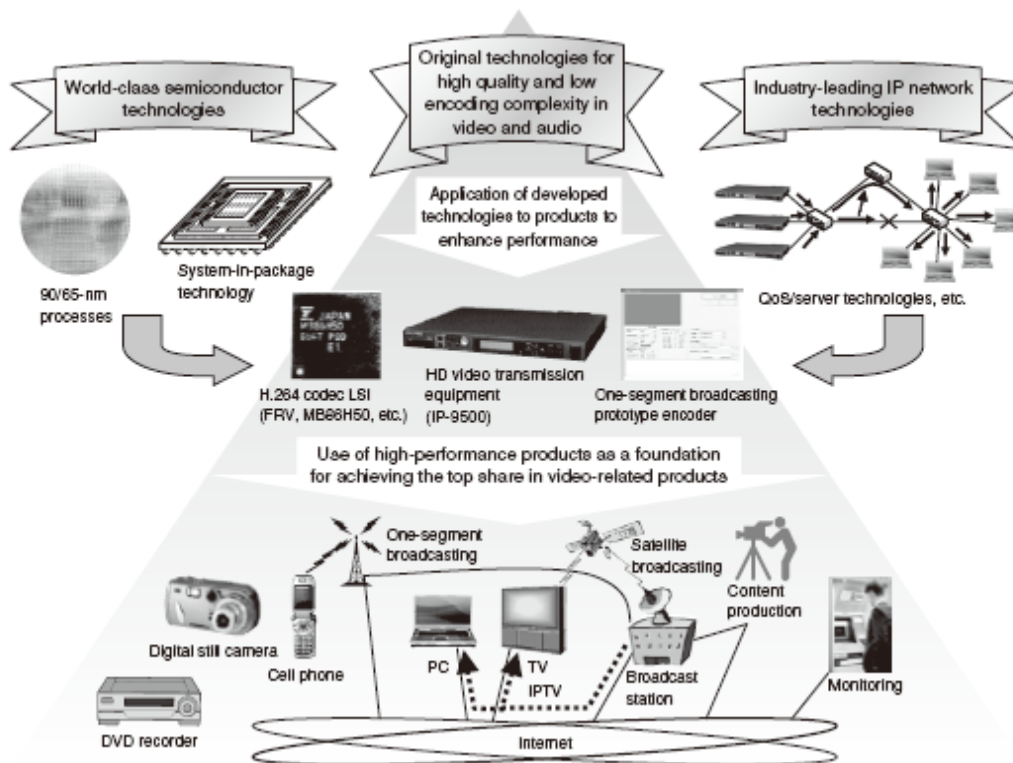 World-class semiconductor
technologies
Original technologies for
high quality and low
encoding complexity in
video and audio
Industry-leading IP network
technologies
Application of developed
technologies to products to
enhance performance
90/65-nm
processes
System-in-package
technology
QoS/server technologies, etc.
JAPAN
E1
H.264 codec LSI
(FRV, MB86H50, etc.)
HD video transmission
equipment
(IP-9500)
One-segment broadcasting
prototype encoder
Use of high-performance products as a foundation
for achieving the top share in video-related products
One-segment
broadcasting
Satellite
broadcasting
Content
production
Digital still camera
Cell phone
PC
TV
IPTV
Broadcast
station
Monitoring
DVD recorder
Internet